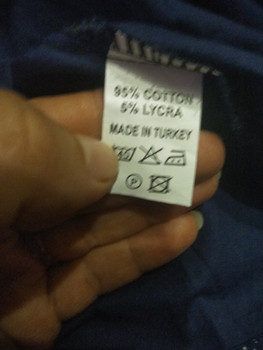 95% COTTON
5% LYCRA
MADE IN TURKEY
P